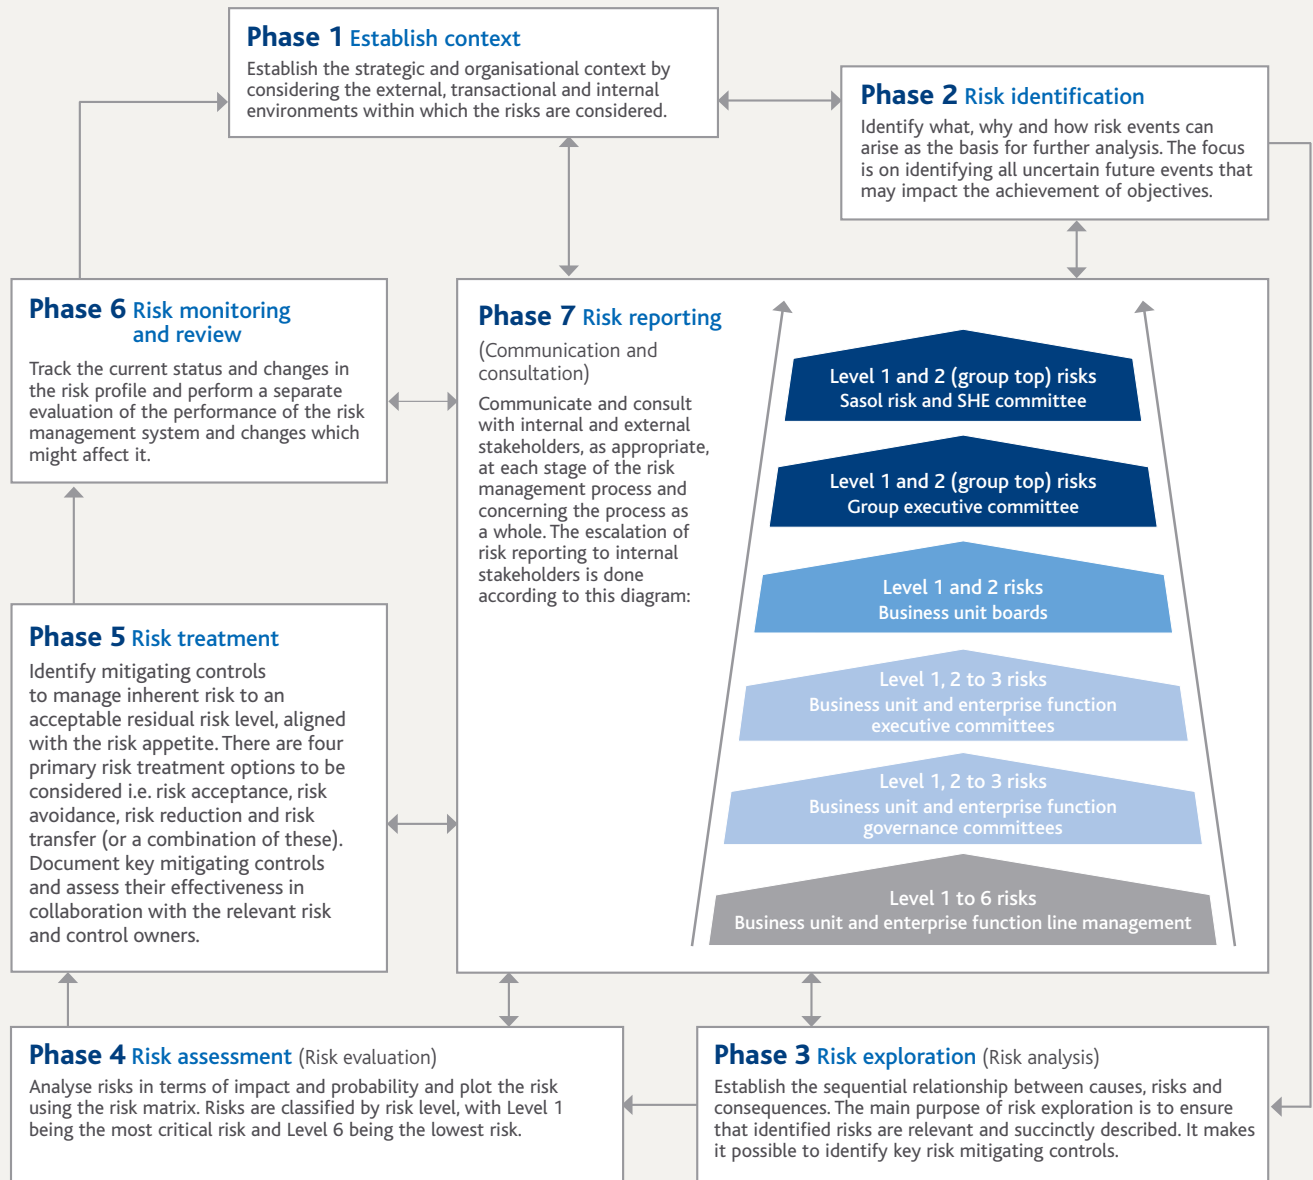 Phase 1 Establish context
Establish the strategic and organisational context by
considering the external, transactional and internal
environments within which the risks are considered.
Phase 2 Risk identification
Identify what, why and how risk events can
arise as the basis for further analysis. The focus
is on identifying all uncertain future events that
may impact the achievement of objectives.
Phase 6 Risk monitoring
and review
Track the current status and changes in
the risk profile and perform a separate
evaluation of the performance of the risk
management system and changes which
might affect it.
Phase 7 Risk reporting
(Communication and
consultation)
Communicate and consult
with internal and external
stakeholders, as appropriate,
at each stage of the risk
management process and
concerning the process as
a whole. The escalation of
risk reporting to internal
stakeholders is done
according to this diagram:
Level 1 and 2 (group top) risks
Sasol risk and SHE committee
Level 1 and 2 (group top) risks
Group executive committee
Level 1 and 2 risks
Business unit boards
Level 1, 2 to 3 risks
Business unit and enterprise function
executive committees
Level 1, 2 to 3 risks
Business unit and enterprise function
governance committees
Level 1 to 6 risks
Business unit and enterprise function line management
Phase 5 Risk treatment
Identify mitigating controls
to manage inherent risk to an
acceptable residual risk level, aligned
with the risk appetite. There are four
primary risk treatment options to be
considered i.e. risk acceptance, risk
avoidance, risk reduction and risk
transfer (or a combination of these).
Document key mitigating controls
and assess their effectiveness in
collaboration with the relevant risk
and control owners.
Phase 4 Risk assessment (Risk evaluation)
Analyse risks in terms of impact and probability and plot the risk
using the risk matrix. Risks are classified by risk level, with Level 1
being the most critical risk and Level 6 being the lowest risk.
Phase 3 Risk exploration (Risk analysis)
Establish the sequential relationship between causes, risks and
consequences. The main purpose of risk exploration is to ensure
that identified risks are relevant and succinctly described. It makes
it possible to identify key risk mitigating controls.